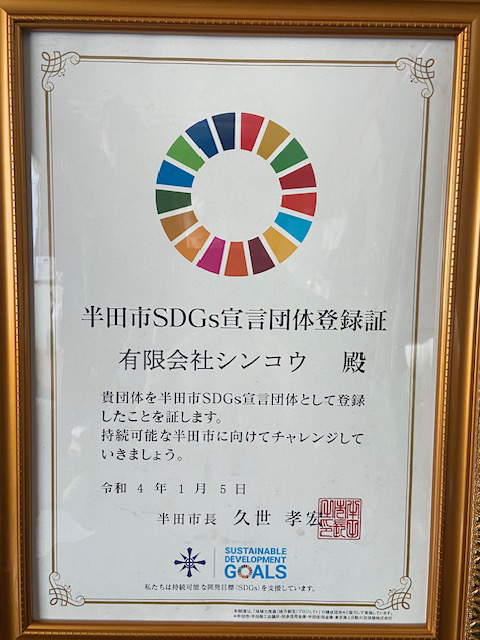 半田市SDGs宣言団体登録証
有限会社シンコウ 殿
貴団体を半田市SDGs宣言団体として登録
したことを証します。
持続可能な半田市に向けてチャレンジして
いきましょう。
令和 4 年 1 月 5 日
半田市長 久世 孝宏
SUSTAINABLE
DEVELOPMENT
GOALS
私たちは持続可能な開発目標(SDGs)を支援しています。